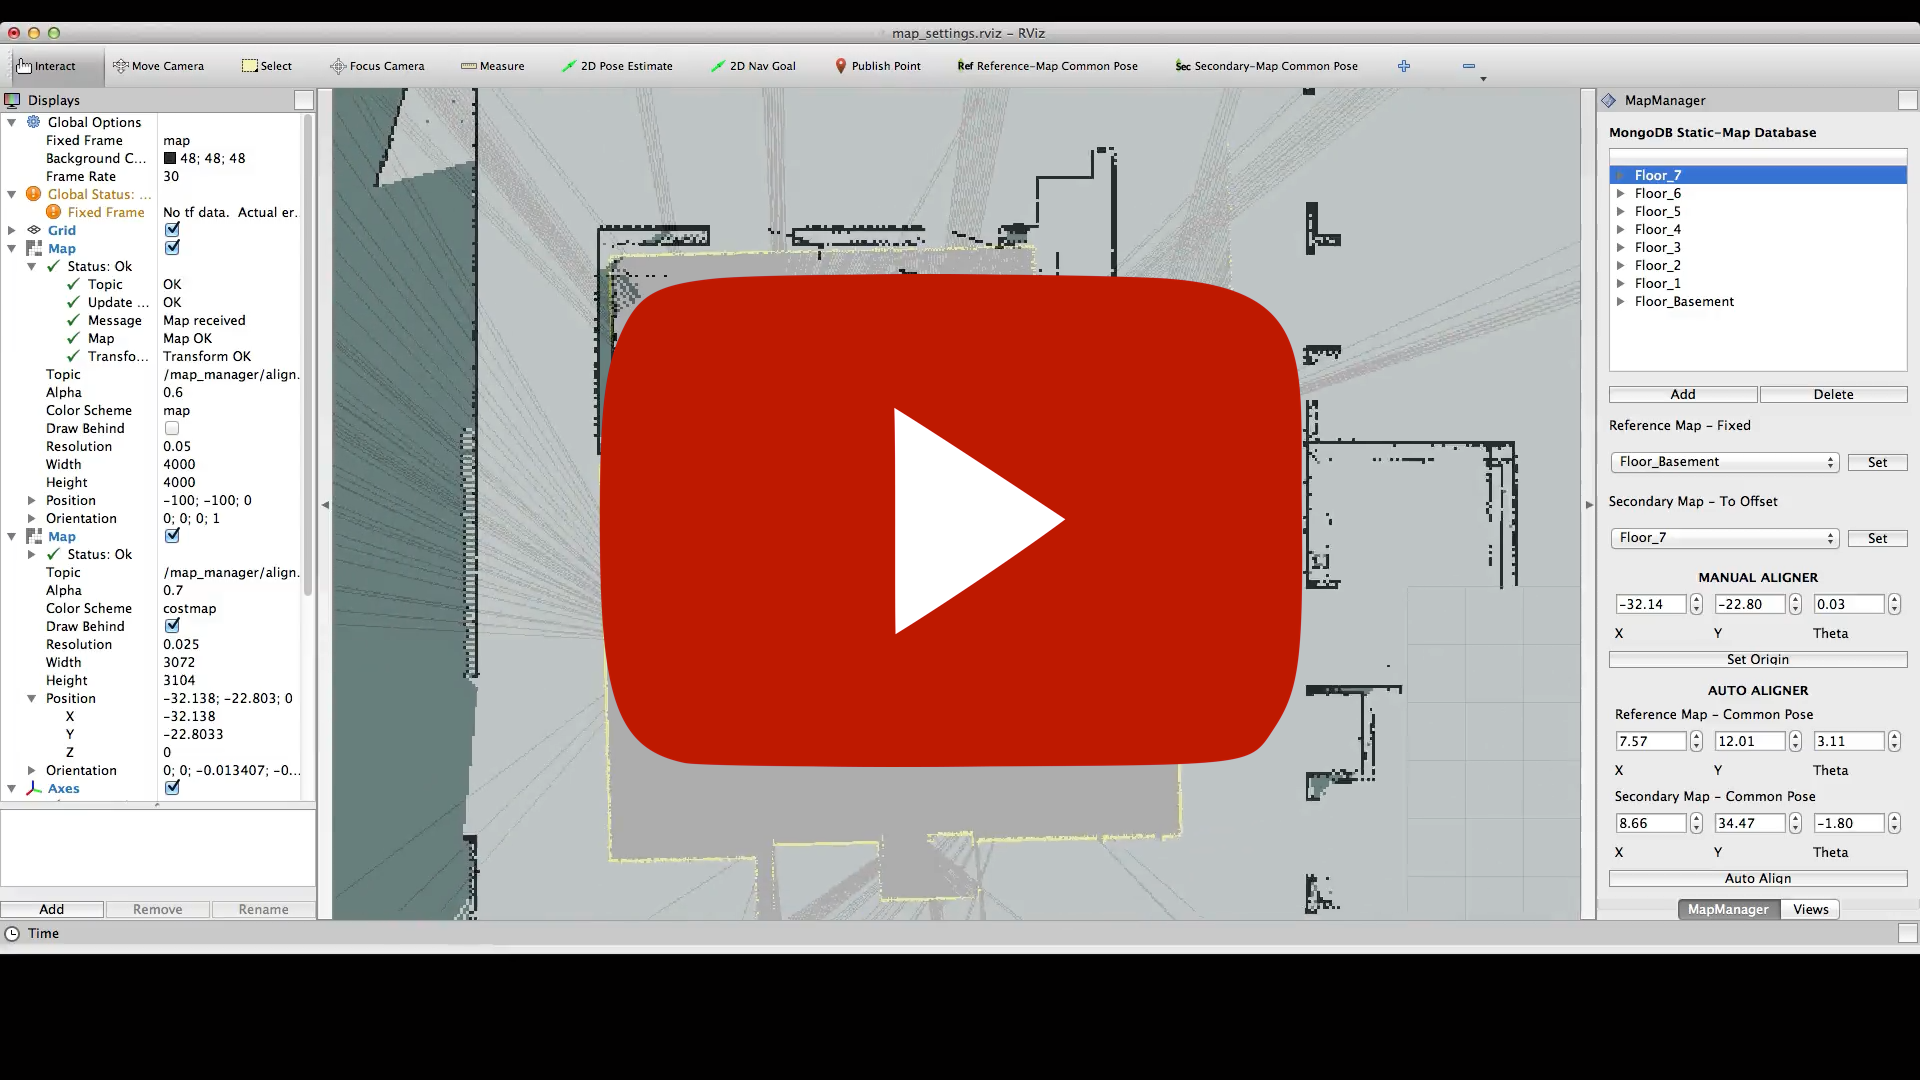 map_settings.rviz – RViz
Interact Move Camera Select Focus Camera Measure 2D Pose Estimate 2D Nav Goal Publish Point Ref Reference-Map Common Pose Sec Secondary-Map Common Pose
Displays
Global Options
Fixed Frame map
Background C... 48; 48; 48
Frame Rate 30
Global Status: ...
Fixed Frame No tf data. Actual er.
Grid
Map
Status: Ok
Topic OK
Update ... OK
Message Map received
Map Map OK
Transfo... Transform OK
Topic /map_manager/align.
Alpha 0.6
Color Scheme map
Draw Behind
Resolution 0.05
Width 4000
Height 4000
Position -100; -100; 0
Orientation 0; 0; 0; 1
Map
Status: Ok
Topic /map_manager/align.
Alpha 0.7
Color Scheme costmap
Draw Behind
Resolution 0.025
Width 3072
Height 3104
Position -32.138; -22.803; 0
X -32.138
Y -22.8033
Z 0
Orientation 0; 0; -0.013407; -0...
Axes
Add Remove Rename
Time
MapManager
MongoDB Static-Map Database
Floor_7
Floor_6
Floor_5
Floor_4
Floor_3
Floor_2
Floor_1
Floor_Basement
Add Delete
Reference Map - Fixed
Floor_Basement Set
Secondary Map - To Offset
Floor_7 Set
MANUAL ALIGNER
-32.14 -22.80 0.03
X Y Theta
Set Origin
AUTO ALIGNER
Reference Map - Common Pose
7.57 12.01 3.11
X Y Theta
Secondary Map - Common Pose
8.66 34.47 -1.80
X Y Theta
Auto Align
MapManager Views